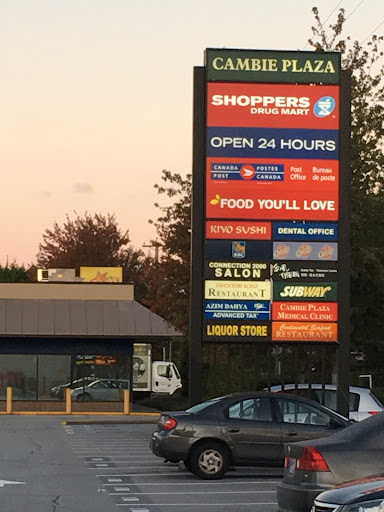 CAMBIE PLAZA
SHOPPERS
DRUG MART
OPEN 24 HOURS
CANADA POSTES
POST CANADA
Post Bureau
Office de poste
FOOD YOU'LL LOVE
KIYO SUSHI
DENTAL OFFICE
RBC
CONNECTION 2000
SALON
TANDOORI KONA
RESTAURANT
SUBWAY
AZIM DAHYA
ADVANCED TAX
CAMBIE PLAZA
MEDICAL CLINIC
LIQUOR STORE
Continental Seafood
RESTAURANT